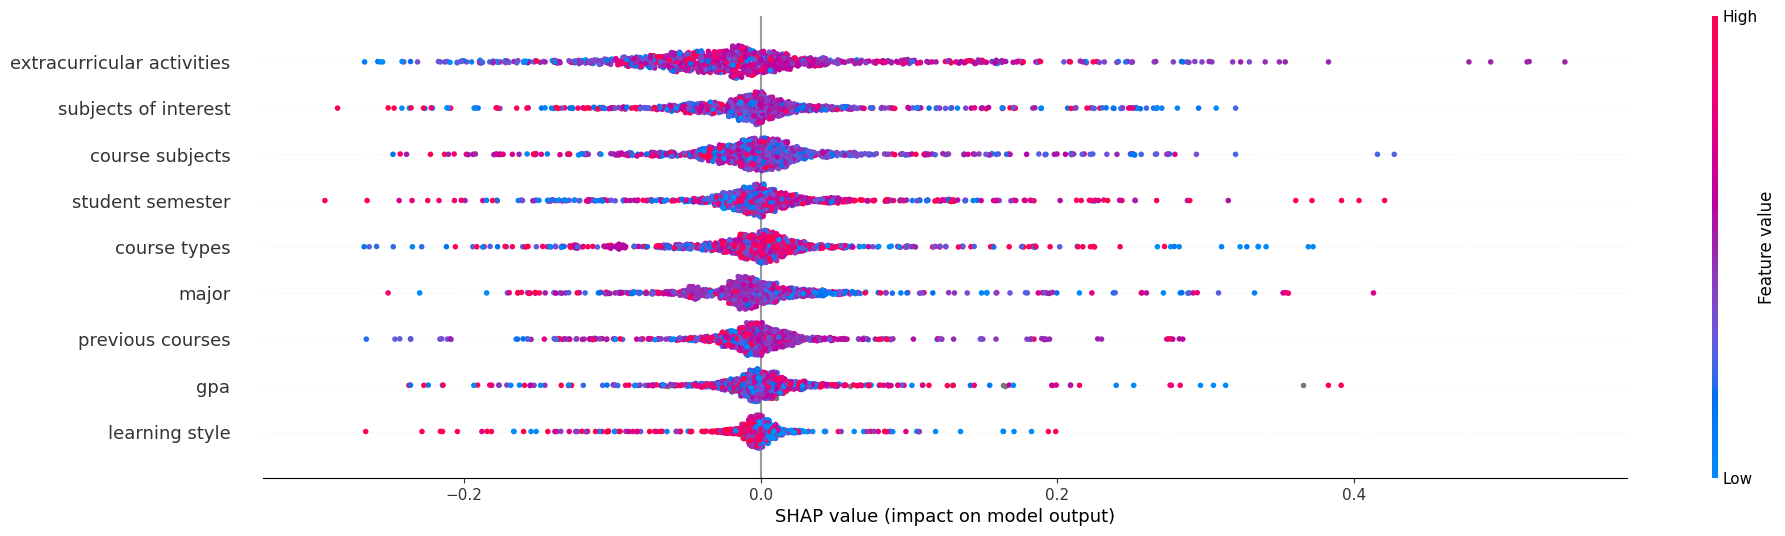 High
extracurricular activities
subjects of interest
course subjects
student semester
course types
major
previous courses
gpa
learning style
Low
−0.2
0.0
0.2
0.4
SHAP value (impact on model output)
Feature value